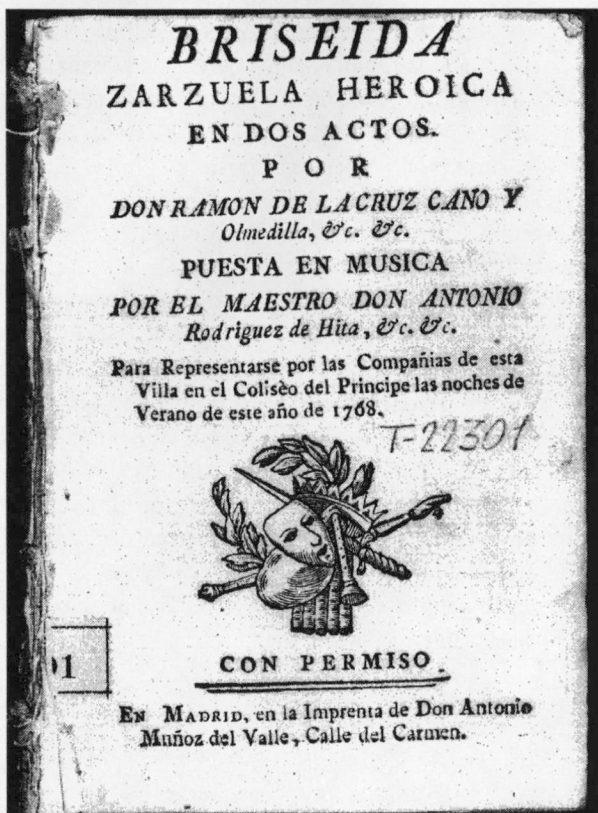 BRISEIDA
ZARZUELA HEROICA
EN DOS ACTOS.
POR
DON RAMON DE LA CRUZ CANO Y
Olmedilla, &c. &c.
PUESTA EN MUSICA
POR EL MAESTRO DON ANTONIO
Rodriguez de Hita, &c. &c.
Para Representarse por las Compañias de esta
Villa en el Colisèo del Principe las noches de
Verano de este año de 1768.
T-22301
CON PERMISO.
EN MADRID, en la Imprenta de Don Antonio
Muñoz del Valle, Calle del Carmen.